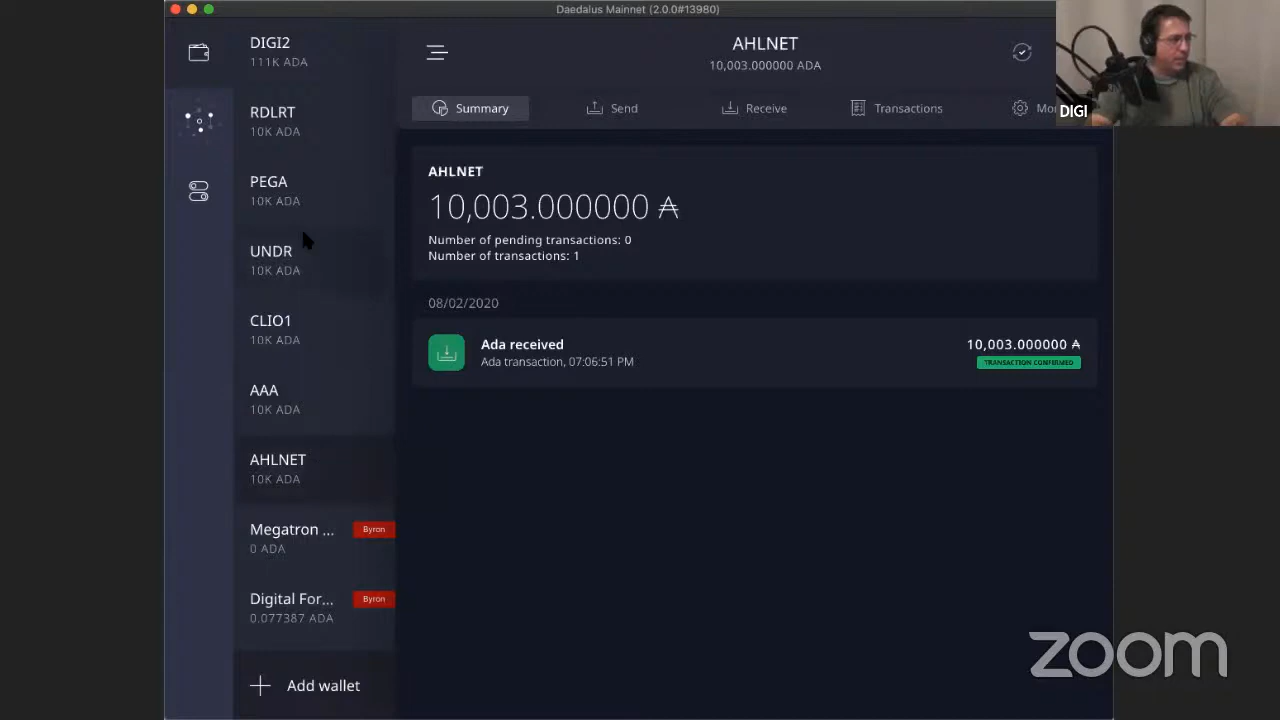 Daedalus Mainnet (2.0.0#13980)
DIGI2
111K ADA
RDLRT
10K ADA
PEGA
10K ADA
UNDR
10K ADA
CLIO1
10K ADA
AAA
10K ADA
AHLNET
10K ADA
Megatron ...
Byron
0 ADA
Digital For...
Byron
0.077387 ADA
Add wallet
AHLNET
10,003.000000 ADA
Summary
Send
Receive
Transactions
Mo
AHLNET
10,003.000000 ₳
Number of pending transactions: 0
Number of transactions: 1
08/02/2020
Ada received
10,003.000000 ₳
Ada transaction, 07:06:51 PM
TRANSACTION CONFIRMED
DIGI
zoom